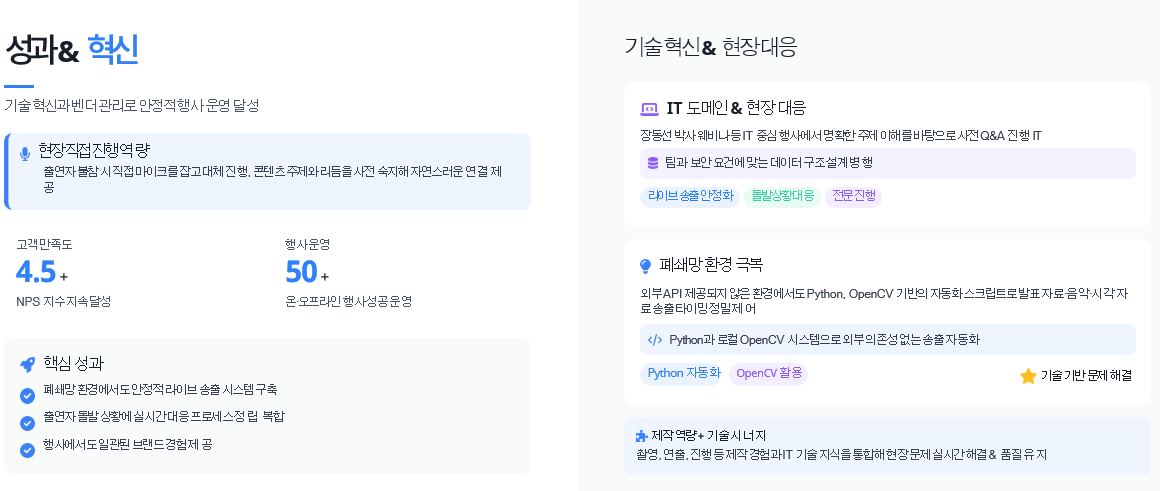 성과& 혁신
기술 혁신과 벤더 관리로 안정적 행사 운영 달성
현장 직접 진행 역량
출연자 불참 시 직접 마이크를 잡고 대체 진행, 콘텐츠 주제와 리듬을 사전 숙지해 자연스러운 연결 제
공
고객 만족도
4.5 +
NPS 지수 지속 달성
행사 운영
50 +
온·오프라인 행사 성공 운영
핵심 성과
폐쇄망 환경에서도 안정적 라이브 송출 시스템 구축
출연자 돌발 상황에 실시간 대응 프로세스 정립 복합
행사에서도 일관된 브랜드 경험 제공
기술 혁신& 현장 대응
IT 도메인 & 현장 대응
장동선 박사 웨비나 등 IT 중심 행사에서 명확한 주제 이해를 바탕으로 사전 Q&A 진행 IT
팀과 보안 요건에 맞는 데이터 구조 설계 병행
라이브 송출 안정화 돌발상황 대응 전문 진행
폐쇄망 환경 극복
외부 API 제공되지 않은 환경에서도 Python, OpenCV 기반의 자동화 스크립트로 발표 자료·음악·시각 자
료 송출 타이밍 정밀 제어
Python과 로컬 OpenCV 시스템으로 외부 의존성 없는 송출 자동화
Python 자동화 OpenCV 활용 기술 기반 문제 해결
제작 역량 + 기술 시너지
촬영, 연출, 진행 등 제작 경험과 IT 기술 지식을 통합해 현장 문제 실시간 해결 & 품질 유지